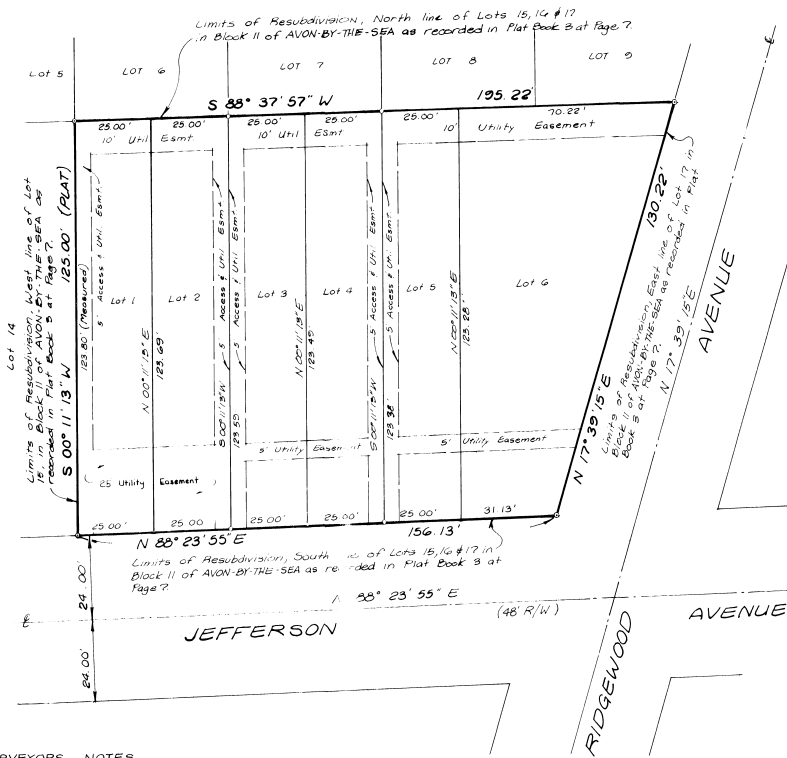 Limits of Resubdivision, North line of Lots 15, 16 & 17
in Block 11 of AVON-BY-THE-SEA as recorded in Plat Book 3 at Page 7.
Lot 5
LOT 6
LOT 7
LOT 8
LOT 9
℄
S 88° 37' 57" W
195.22'
25.00'
25.00'
25.00'
25.00'
25.00'
70.22'
10' Util Esmt.
10' Util Esmt
10' Utility Easement
Lot 14
Limits of Resubdivision, West line of Lot
15, in Block 11 of AVON-BY-THE-SEA as
recorded in Plat Book 3 at Page 7.
S 00° 11' 13" W 125.00' (PLAT)
123.80' (Measured)
5' Access & Util Esmt.
Lot 1
N 00° 11' 13" E
123.69'
Lot 2
5' Access & Util Esmt
S 00° 11' 13" W
123.59'
5' Access & Util Esmt.
Lot 3
N 00° 11' 13" E
123.49'
Lot 4
5' Access & Util Esmt
S 00° 11' 13" W
123.38'
5' Access & Util Esmt
Lot 5
N 00° 11' 13" E
123.28'
Lot 6
130.22'
N 17° 39' 15" E
Limits of Resubdivision, East line of Lot 17 in
Block 11 of AVON-BY-THE-SEA as recorded in Plat
Book 3 at Page 7.
N 17° 39' 15" E
AVENUE
25 Utility Easement
5' Utility
5' Utility Easement
25.00'
25.00
25.00'
25.00'
25.00'
31.13'
N 88° 23' 55" E
156.13'
Limits of Resubdivision, South of Lots 15, 16 & 17 in
Block 11 of AVON-BY-THE-SEA as in Plat Book 3 at
Page 7.
24.00'
88° 23' 55" E
℄
JEFFERSON
(48' R/W)
AVENUE
24.00'
RIDGEWOOD
NOTES